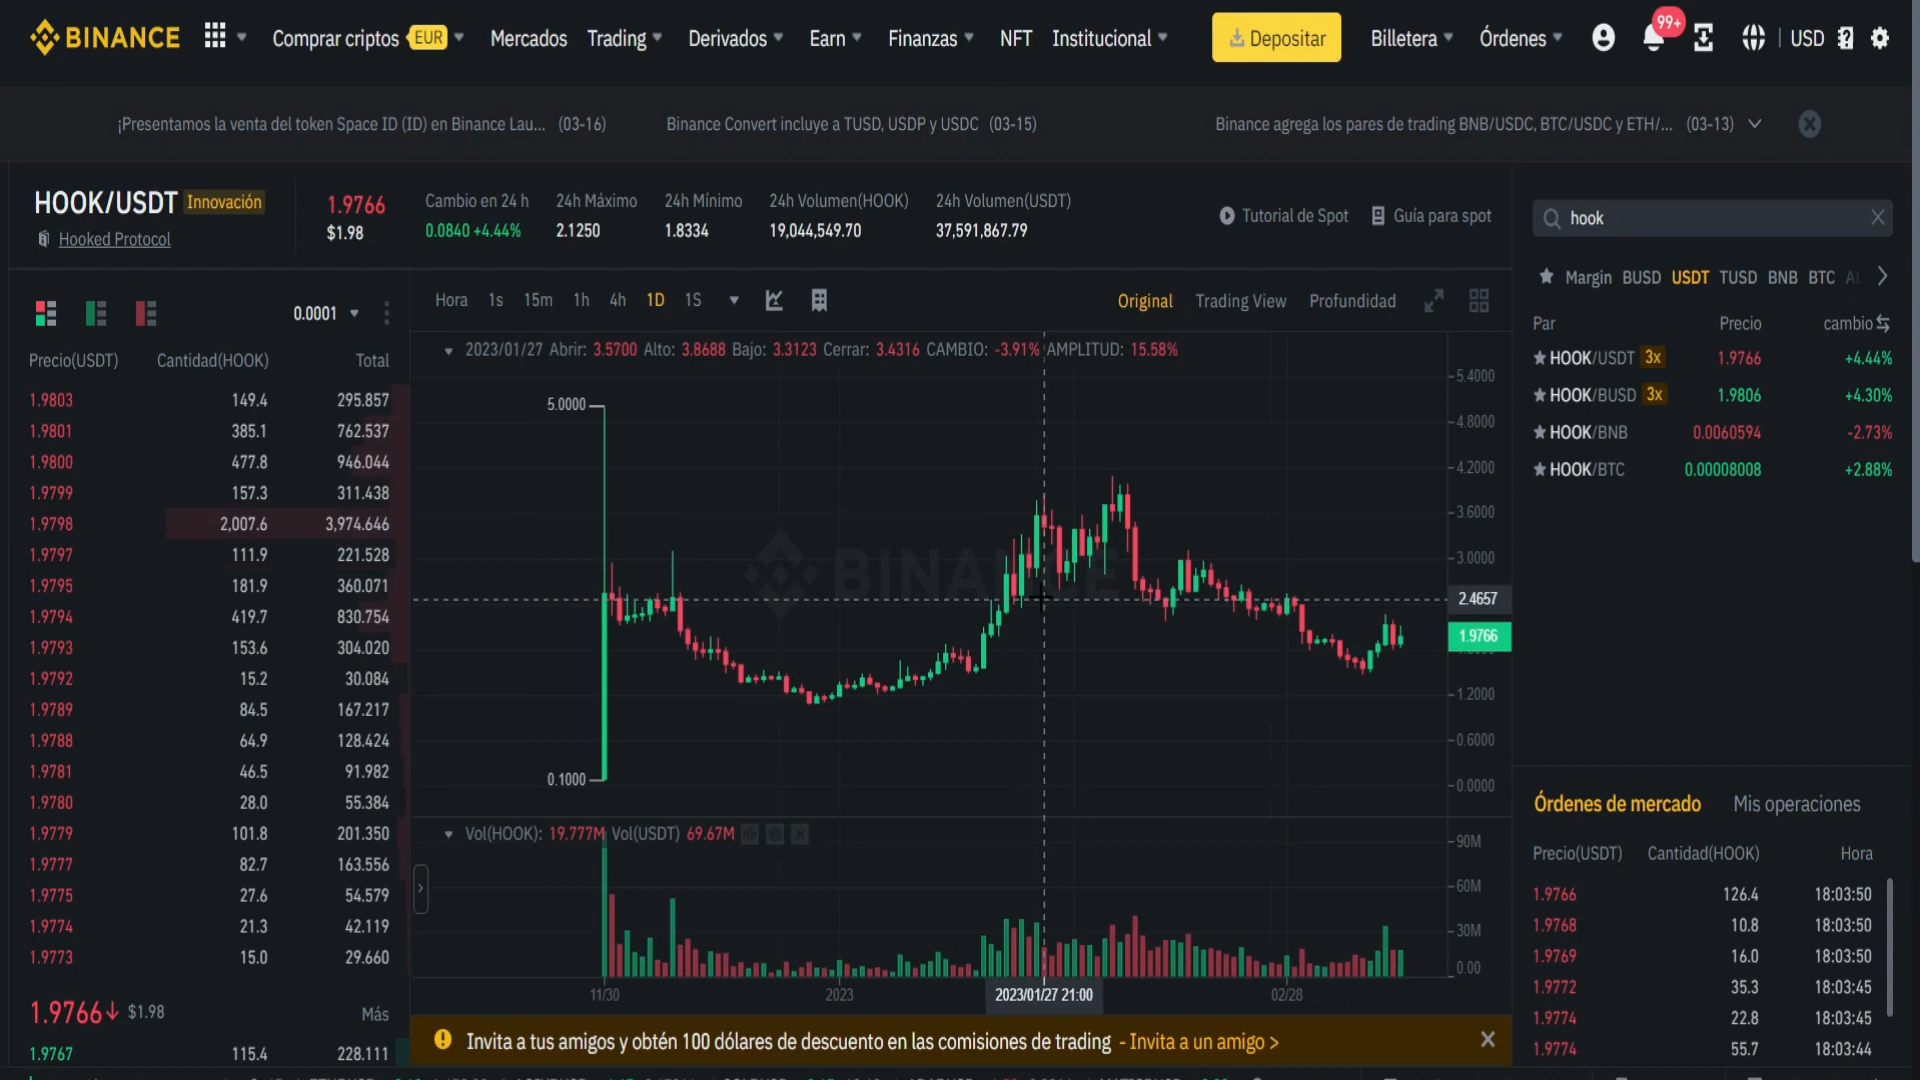 BINANCE
Comprar criptos EUR
Mercados
Trading
Derivados
Earn
Finanzas
NFT
Institucional
Depositar
Billetera
Órdenes
99+
USD
¡Presentamos la venta del token Space ID (ID) en Binance Lau... (03-16)
Binance Convert incluye a TUSD, USDP y USDC (03-15)
Binance agrega los pares de trading BNB/USDC, BTC/USDC y ETH/... (03-13)
HOOK/USDT Innovación
Hooked Protocol
1.9766
$1.98
Cambio en 24 h
0.0840 +4.44%
24h Máximo
2.1250
24h Mínimo
1.8334
24h Volumen(HOOK)
19,044,549.70
24h Volumen(USDT)
37,591,867.79
Tutorial de Spot
Guía para spot
0.0001
Precio(USDT) Cantidad(HOOK) Total
1.9803 149.4 295.857
1.9801 385.1 762.537
1.9800 477.8 946.044
1.9799 157.3 311.438
1.9798 2,007.6 3,974.646
1.9797 111.9 221.528
1.9795 181.9 360.071
1.9794 419.7 830.754
1.9793 153.6 304.020
1.9792 15.2 30.084
1.9789 84.5 167.217
1.9788 64.9 128.424
1.9781 46.5 91.982
1.9780 28.0 55.384
1.9779 101.8 201.350
1.9777 82.7 163.556
1.9775 27.6 54.579
1.9774 21.3 42.119
1.9773 15.0 29.660
1.9766 $1.98 Más
1.9767 115.4 228.111
Hora 1s 15m 1h 4h 1D 1S
Original Trading View Profundidad
2023/01/27 Abrir: 3.5700 Alto: 3.8688 Bajo: 3.3123 Cerrar: 3.4316 CAMBIO: -3.91% AMPLITUD: 15.58%
5.0000
0.1000
BINANCE
5.4000
4.8000
4.2000
3.6000
3.0000
2.4657
1.9766
1.2000
0.6000
0.0000
Vol(HOOK): 19.777M Vol(USDT) 69.67M
90M
60M
30M
0.00
11/30 2023 2023/01/27 21:00 02/28
Invita a tus amigos y obtén 100 dólares de descuento en las comisiones de trading - Invita a un amigo >
hook
Margin BUSD USDT TUSD BNB BTC
Par Precio cambio
HOOK/USDT 3x 1.9766 +4.44%
HOOK/BUSD 3x 1.9806 +4.30%
HOOK/BNB 0.0060594 -2.73%
HOOK/BTC 0.00008008 +2.88%
Órdenes de mercado Mis operaciones
Precio(USDT) Cantidad(HOOK) Hora
1.9766 126.4 18:03:50
1.9768 10.8 18:03:50
1.9769 16.0 18:03:50
1.9772 35.3 18:03:45
1.9774 22.8 18:03:45
1.9774 55.7 18:03:44